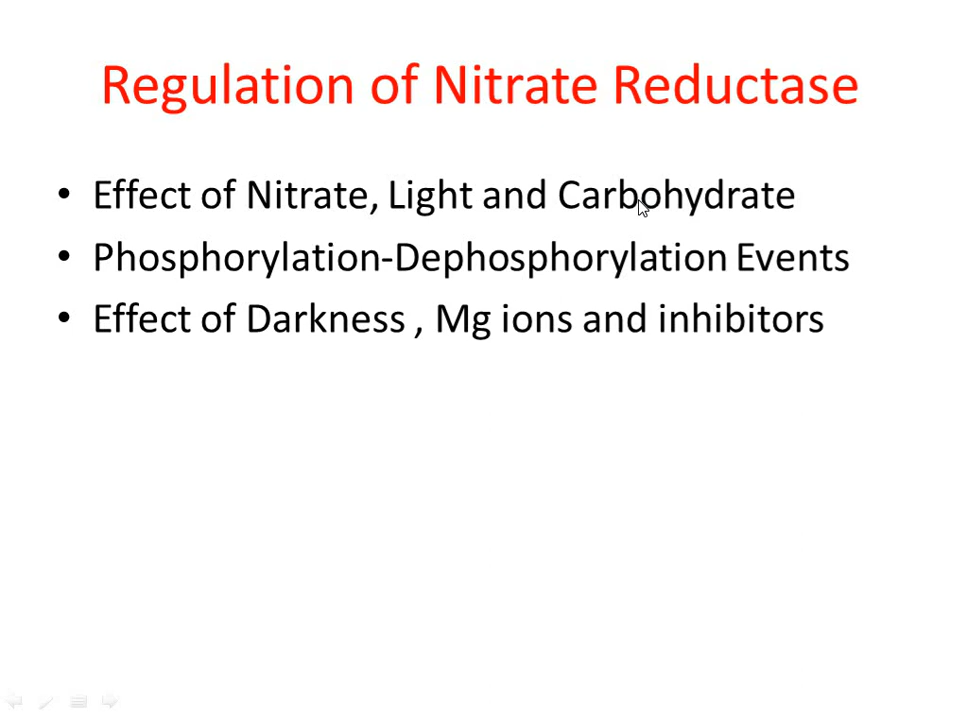 Regulation of Nitrate Reductase
• Effect of Nitrate, Light and Carbohydrate
• Phosphorylation-Dephosphorylation Events
• Effect of Darkness , Mg ions and inhibitors